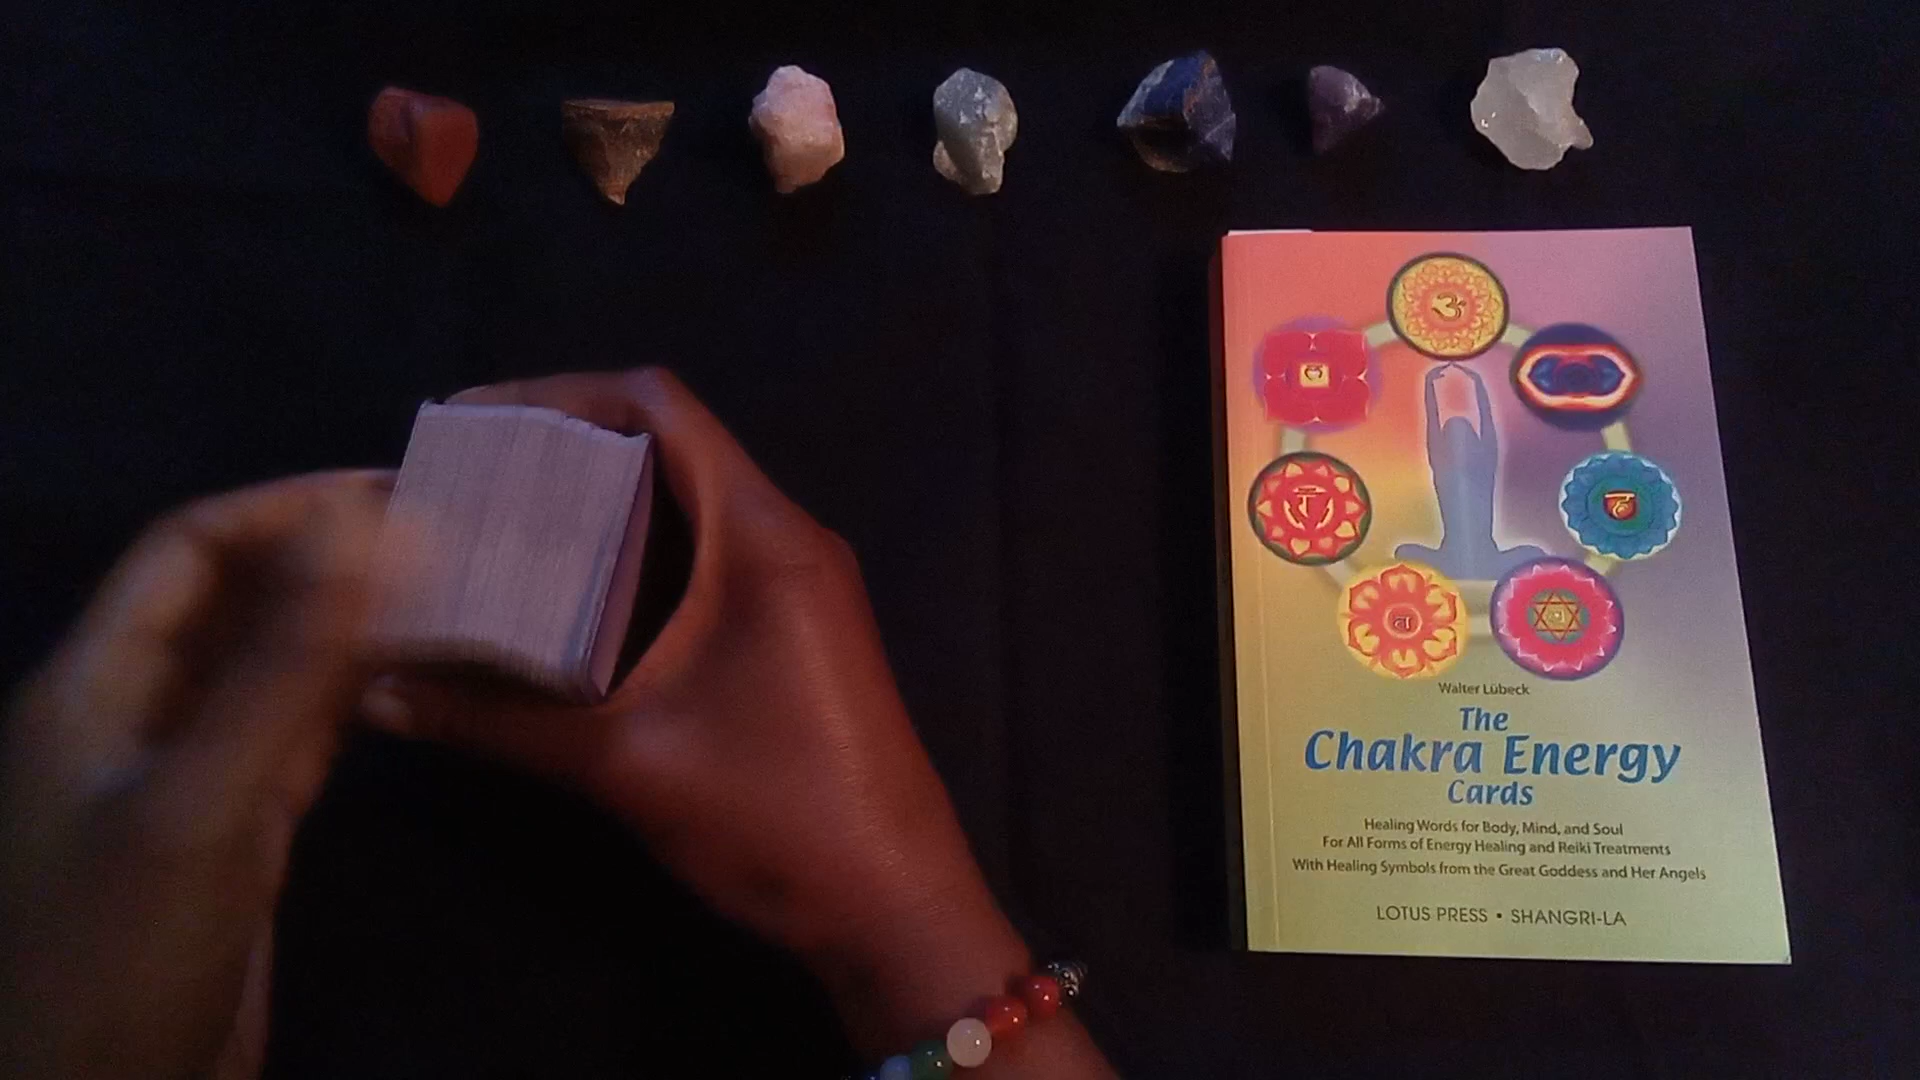 Walter Lübeck
The
Chakra Energy
Cards
Healing Words for Body, Mind, and Soul
For All Forms of Energy Healing and Reiki Treatments
With Healing Symbols from the Great Goddess and Her Angels
LOTUS PRESS • SHANGRI-LA